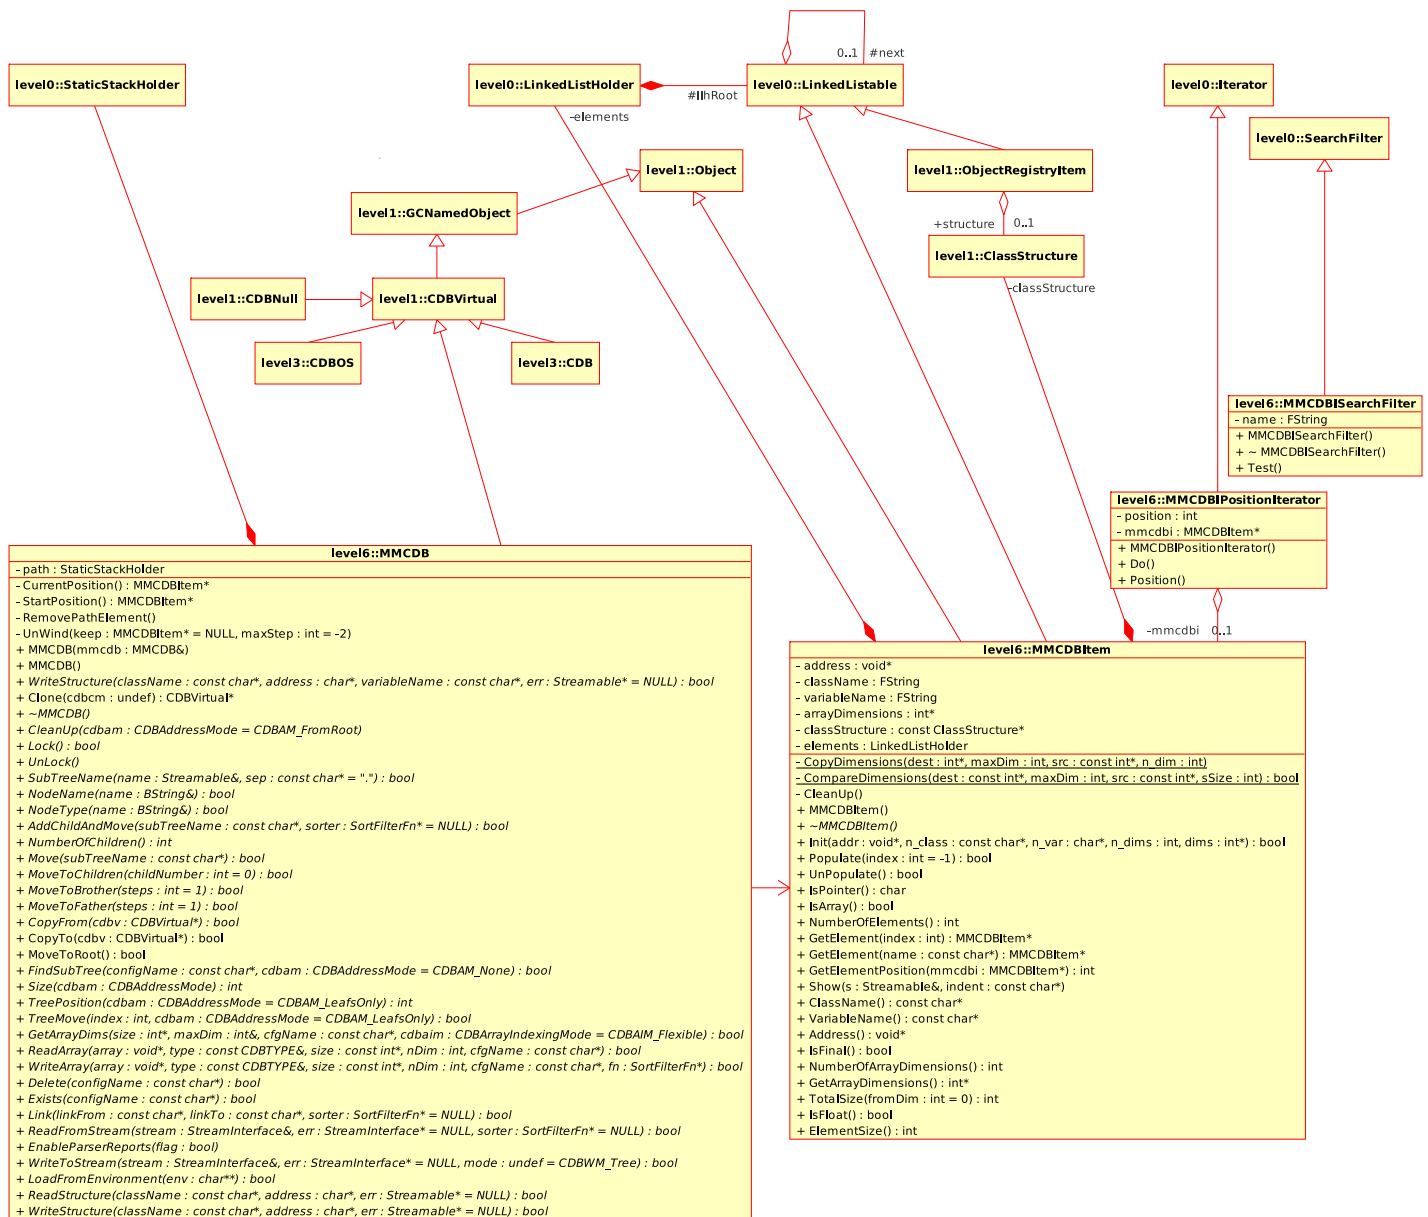 0..1 #next
level0::StaticStackHolder
level0::LinkedListHolder
#llhRoot
level0::LinkedListable
level0::Iterator
-elements
level0::SearchFilter
level1::Object
level1::ObjectRegistryItem
level1::GCNamedObject
+structure 0..1
level1::ClassStructure
-classStructure
level1::CDBNull
level1::CDBVirtual
level3::CDBOS
level3::CDB
level6::MMCDBISearchFilter
- name : FString
+ MMCDBISearchFilter()
+ ~ MMCDBISearchFilter()
+ Test()
level6::MMCDBIPositionIterator
- position : int
- mmcdbi : MMCDBItem*
+ MMCDBIPositionIterator()
+ Do()
+ Position()
-mmcdbi 0..1
level6::MMCDB
- path : StaticStackHolder
- CurrentPosition() : MMCDBItem*
- StartPosition() : MMCDBItem*
- RemovePathElement()
- UnWind(keep : MMCDBItem* = NULL, maxStep : int = -2)
+ MMCDB(mmcdb : MMCDB&)
+ MMCDB()
+ WriteStructure(className : const char*, address : char*, variableName : const char*, err : Streamable* = NULL) : bool
+ Clone(cdbcm : undef) : CDBVirtual*
+ ~MMCDB()
+ CleanUp(cdbam : CDBAddressMode = CDBAM_FromRoot)
+ Lock() : bool
+ UnLock()
+ SubTreeName(name : Streamable&, sep : const char* = ".") : bool
+ NodeName(name : BString&) : bool
+ NodeType(name : BString&) : bool
+ AddChildAndMove(subTreeName : const char*, sorter : SortFilterFn* = NULL) : bool
+ NumberOfChildren() : int
+ Move(subTreeName : const char*) : bool
+ MoveToChildren(childNumber : int = 0) : bool
+ MoveToBrother(steps : int = 1) : bool
+ MoveToFather(steps : int = 1) : bool
+ CopyFrom(cdbv : CDBVirtual*) : bool
+ CopyTo(cdbv : CDBVirtual*) : bool
+ MoveToRoot() : bool
+ FindSubTree(configName : const char*, cdbam : CDBAddressMode = CDBAM_None) : bool
+ Size(cdbam : CDBAddressMode) : int
+ TreePosition(cdbam : CDBAddressMode = CDBAM_LeafsOnly) : int
+ TreeMove(index : int, cdbam : CDBAddressMode = CDBAM_LeafsOnly) : bool
+ GetArrayDims(size : int*, maxDim : int&, cfgName : const char*, cdbaim : CDBArrayIndexingMode = CDBAIM_Flexible) : bool
+ ReadArray(array : void*, type : const CDBTYPE&, size : const int*, nDim : int, cfgName : const char*) : bool
+ WriteArray(array : void*, type : const CDBTYPE&, size : const int*, nDim : int, cfgName : const char*, fn : SortFilterFn*) : bool
+ Delete(configName : const char*) : bool
+ Exists(configName : const char*) : bool
+ Link(linkFrom : const char*, linkTo : const char*, sorter : SortFilterFn* = NULL) : bool
+ ReadFromStream(stream : StreamInterface&, err : StreamInterface* = NULL, sorter : SortFilterFn* = NULL) : bool
+ EnableParserReports(flag : bool)
+ WriteToStream(stream : StreamInterface&, err : StreamInterface* = NULL, mode : undef = CDBWM_Tree) : bool
+ LoadFromEnvironment(env : char**) : bool
+ ReadStructure(className : const char*, address : char*, err : Streamable* = NULL) : bool
+ WriteStructure(className : const char*, address : char*, err : Streamable* = NULL) : bool
level6::MMCDBItem
- address : void*
- className : FString
- variableName : FString
- arrayDimensions : int*
- classStructure : const ClassStructure*
- elements : LinkedListHolder
- CopyDimensions(dest : int*, maxDim : int, src : const int*, n_dim : int)
- CompareDimensions(dest : const int*, maxDim : int, src : const int*, sSize : int) : bool
- CleanUp()
+ MMCDBItem()
+ ~MMCDBItem()
+ Init(addr : void*, n_class : const char*, n_var : char*, n_dims : int, dims : int*) : bool
+ Populate(index : int = -1) : bool
+ UnPopulate() : bool
+ IsPointer() : char
+ IsArray() : bool
+ NumberOfElements() : int
+ GetElement(index : int) : MMCDBItem*
+ GetElement(name : const char*) : MMCDBItem*
+ GetElementPosition(mmcdbi : MMCDBItem*) : int
+ Show(s : Streamable&, indent : const char*)
+ ClassName() : const char*
+ VariableName() : const char*
+ Address() : void*
+ IsFinal() : bool
+ NumberOfArrayDimensions() : int
+ GetArrayDimensions() : int*
+ TotalSize(fromDim : int = 0) : int
+ IsFloat() : bool
+ ElementSize() : int